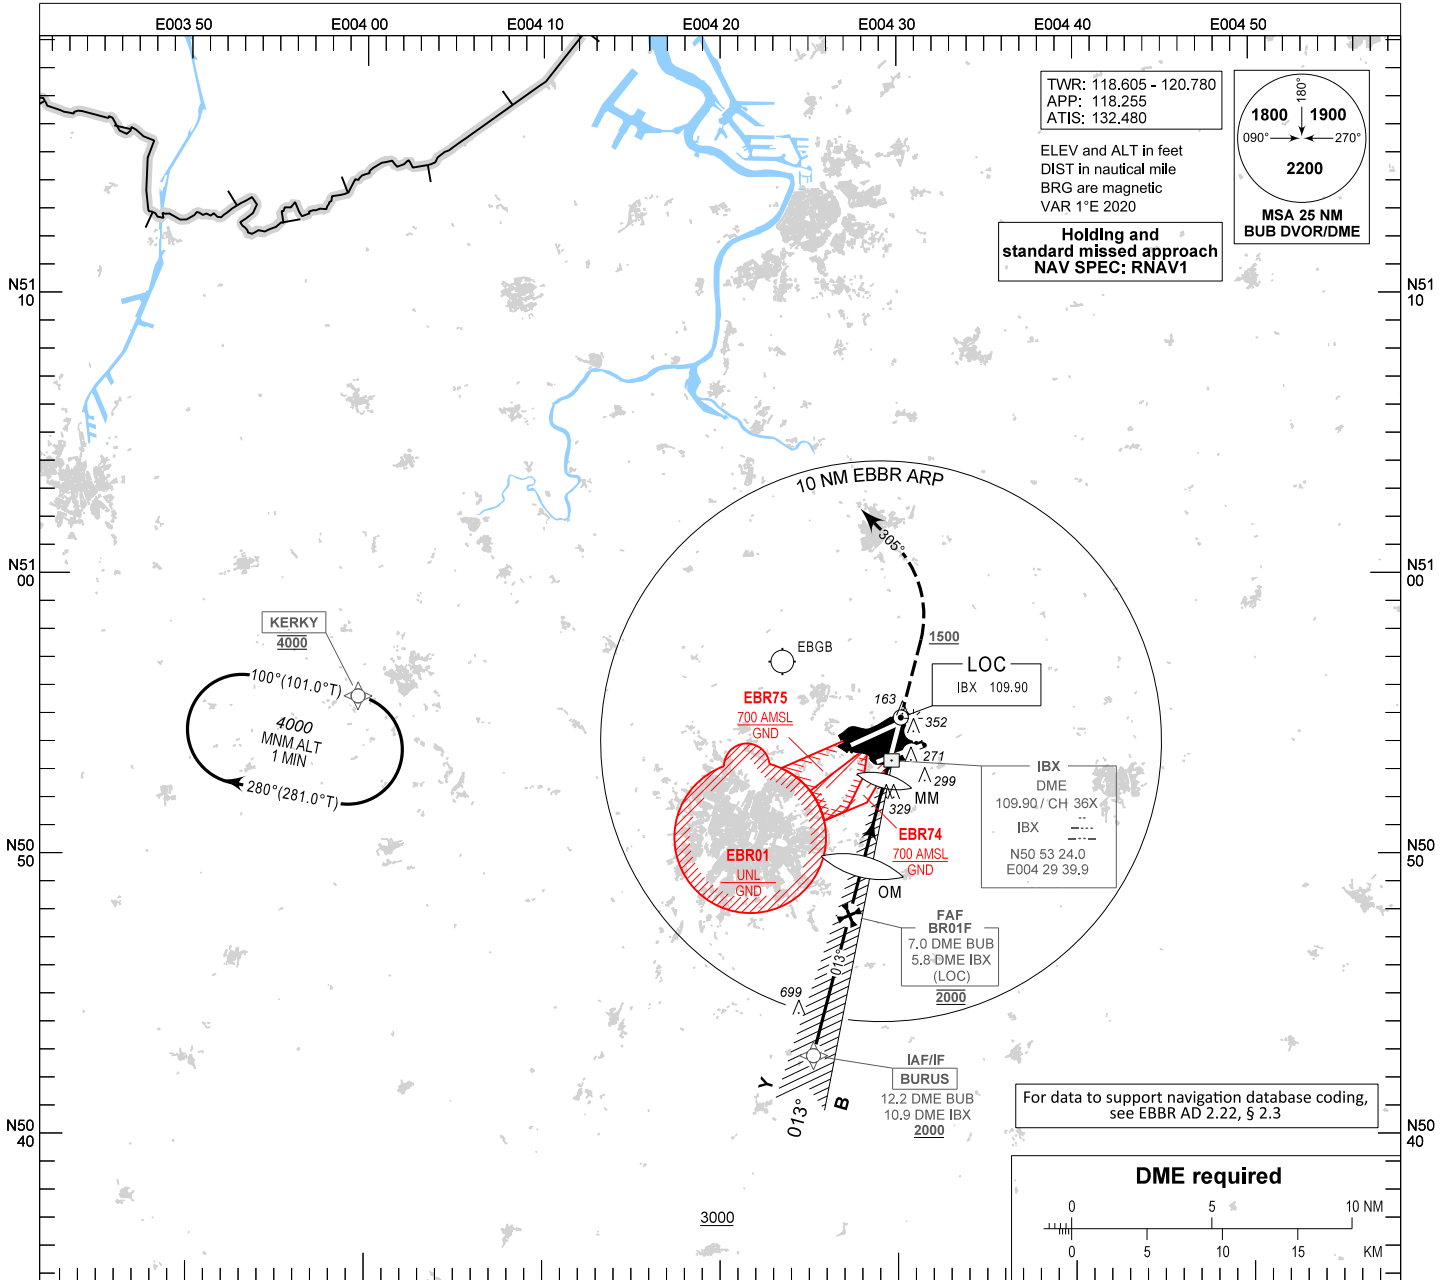 E003 50
E004 00
E004 10
E004 20
E004 30
E004 40
E004 50
TWR: 118.605 - 120.780
APP: 118.255
ATIS: 132.480
180°
1800
1900
090°
270°
2200
MSA 25 NM
BUB DVOR/DME
ELEV and ALT in feet
DIST in nautical mile
BRG are magnetic
VAR 1°E 2020
Holding and
standard missed approach
NAV SPEC: RNAV1
N51
10
N51
10
10 NM EBBR ARP
305°
N51
00
N51
00
KERKY
4000
100°(101.0°T)
4000
MNM ALT
1 MIN
280°(281.0°T)
EBGB
1500
LOC
IBX 109.90
EBR75
700 AMSL
GND
163
352
271
299
329
MM
IBX
DME
109.90 / CH 36X
IBX
N50 53 24.0
E004 29 39.9
EBR74
700 AMSL
GND
EBR01
UNL
GND
OM
N50
50
N50
50
FAF
BR01F
7.0 DME BUB
5.8 DME IBX
(LOC)
2000
013°
699
IAF/IF
BURUS
12.2 DME BUB
10.9 DME IBX
2000
Y
013°
B
For data to support navigation database coding,
see EBBR AD 2.22, § 2.3
N50
40
N50
40
DME required
0 5 10 NM
0 5 10 15 KM
3000